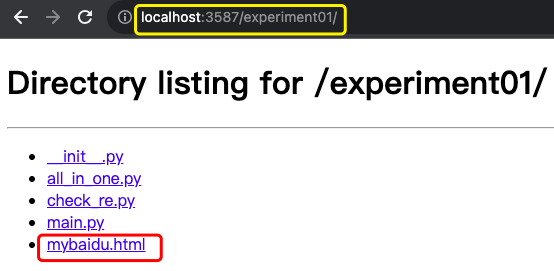 localhost:3587/experiment01/
Directory listing for /experiment01/
__init__.py
all_in_one.py
check_re.py
main.py
mybaidu.html